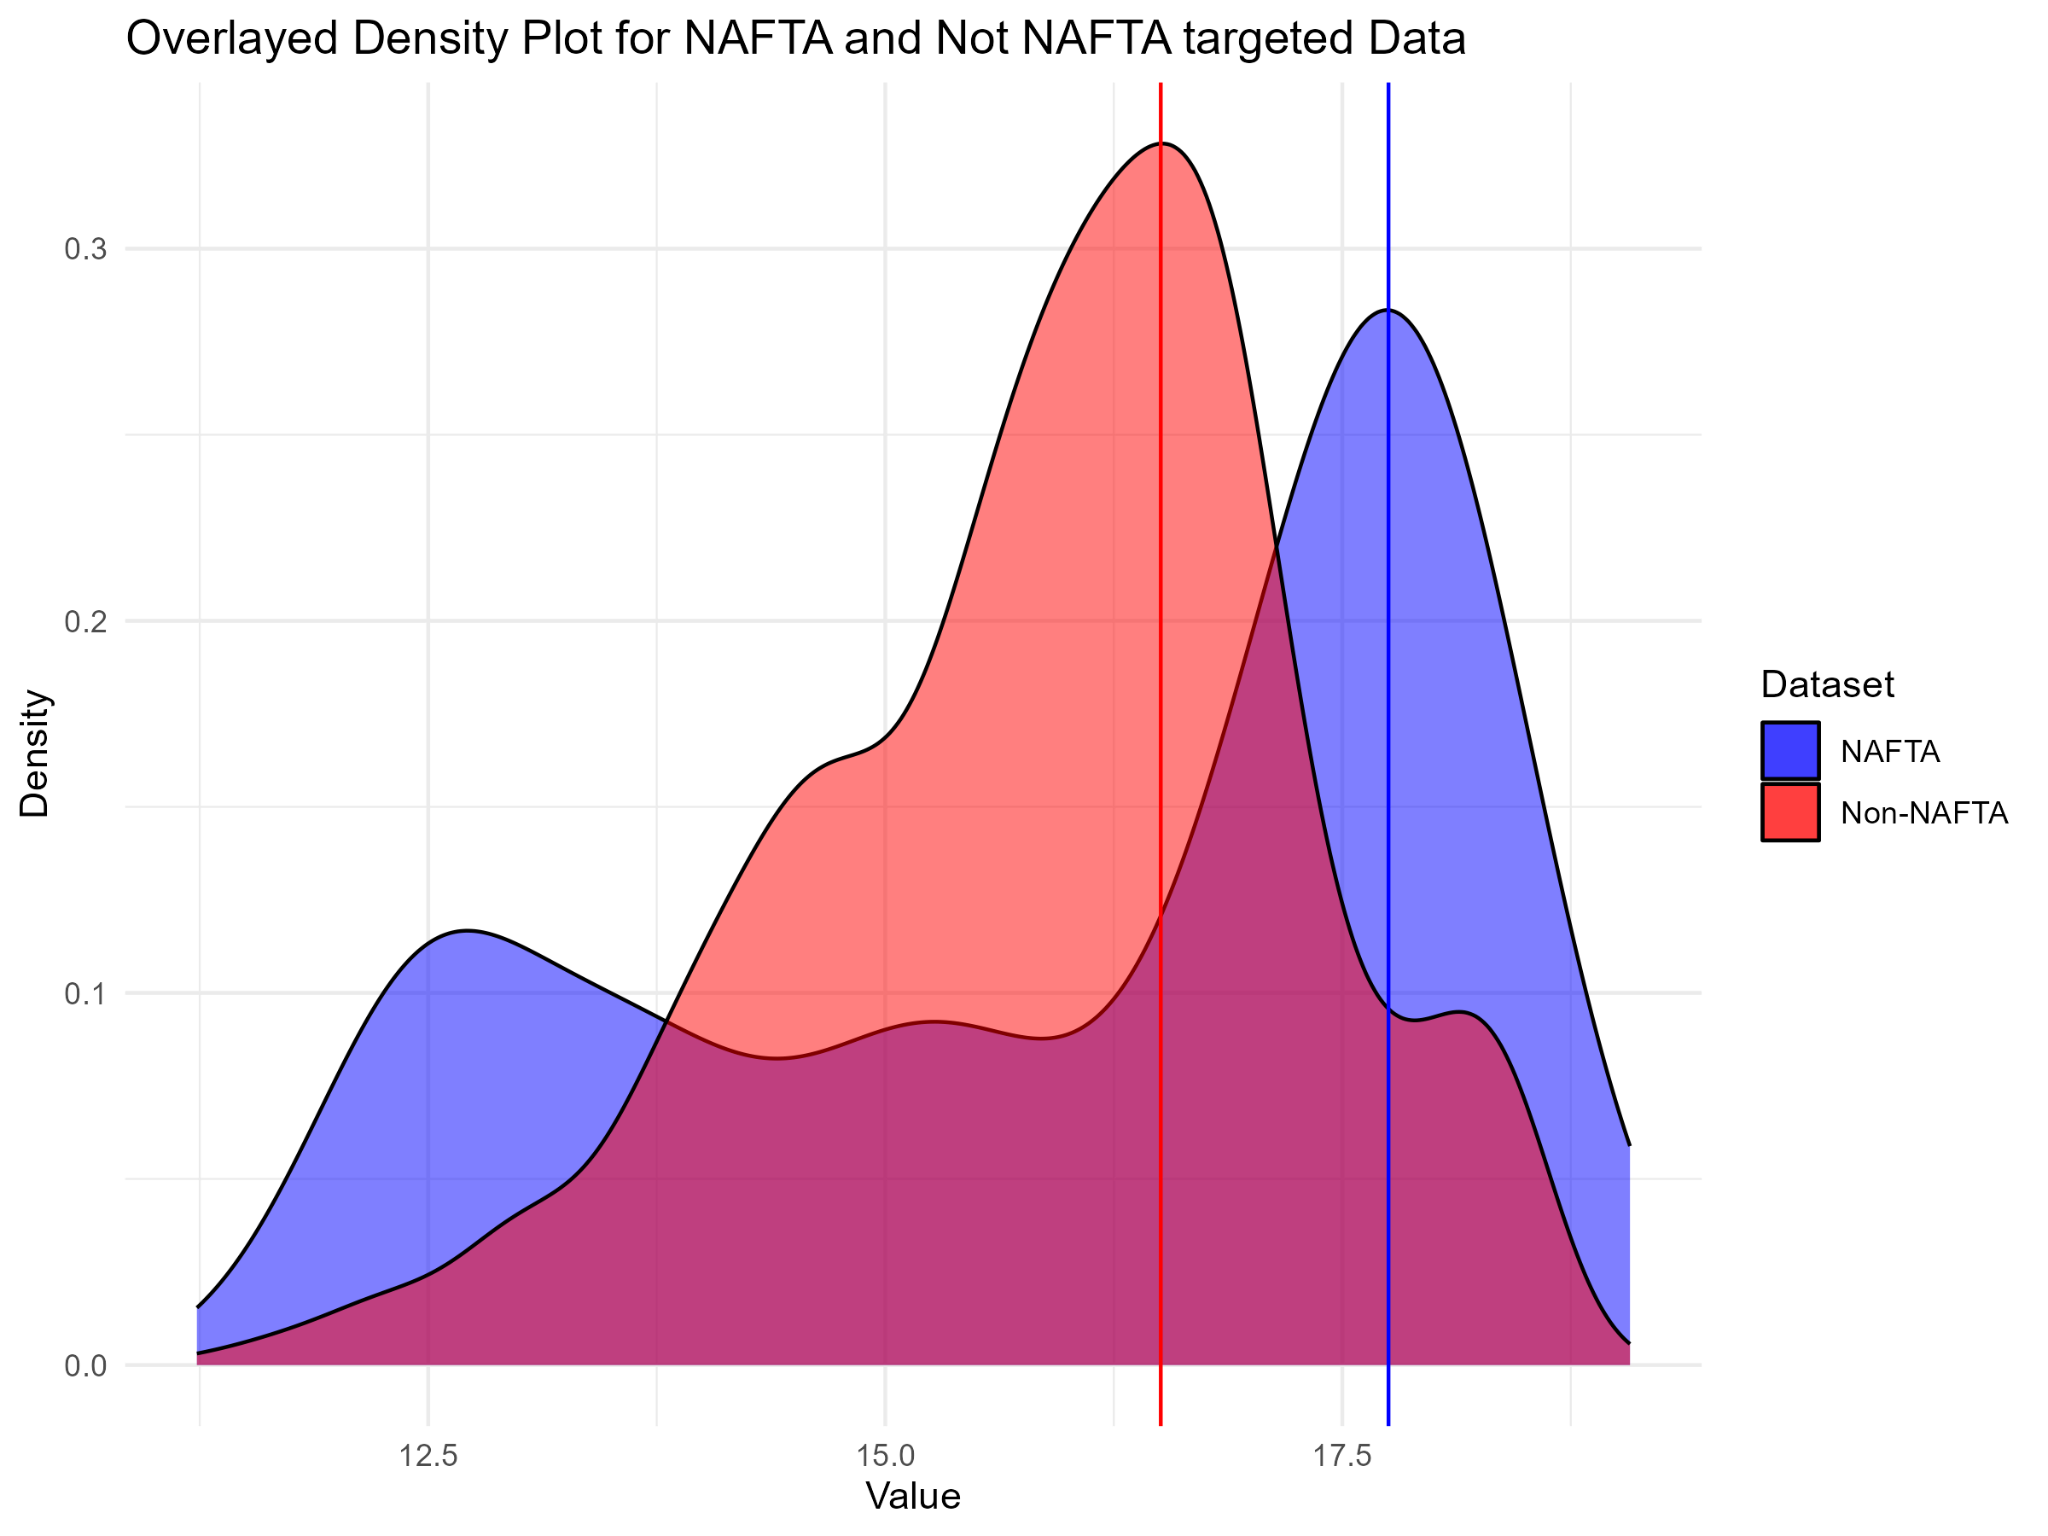 Overlayed Density Plot for NAFTA and Not NAFTA targeted Data
0.3
0.2
0.1
0.0
Density
12.5 15.0 17.5
Value
Dataset
NAFTA
Non-NAFTA